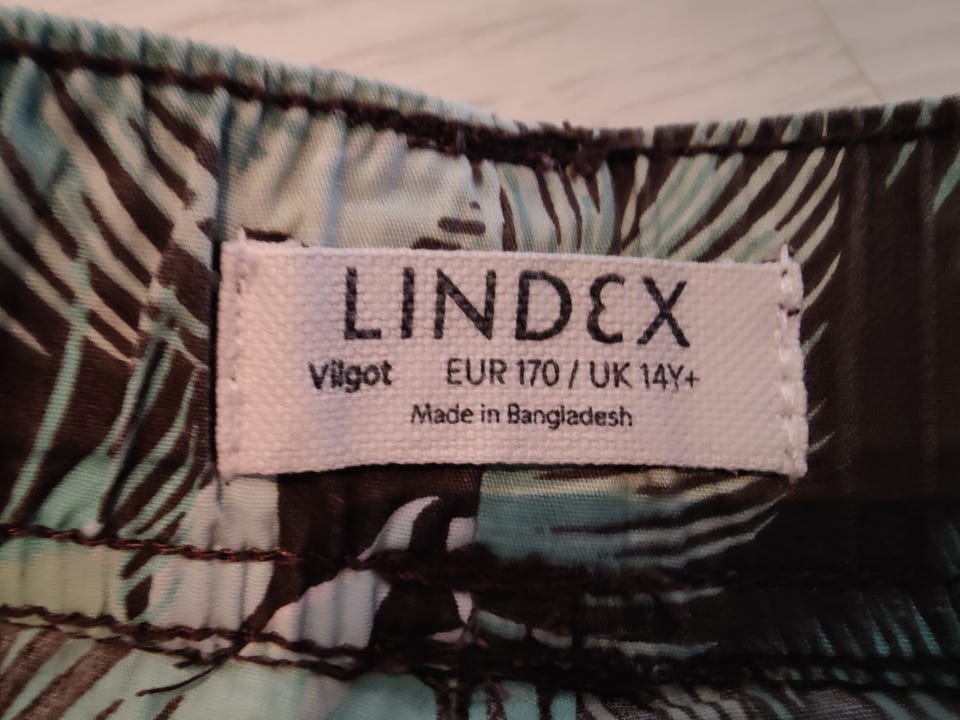 LINDEX
Vilgot EUR 170 / UK 14Y+
Made in Bangladesh